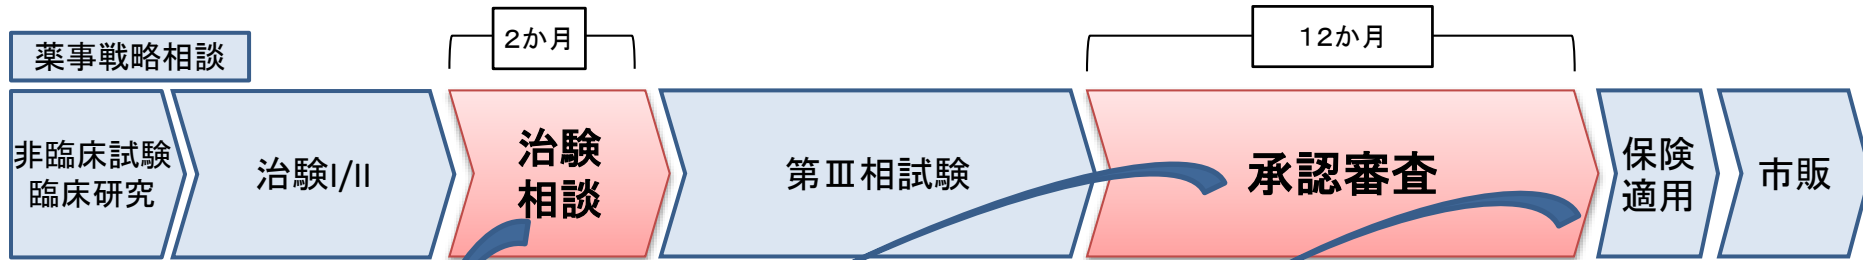 2か月
12か月
薬事戦略相談
非臨床試験
臨床研究
治験I/II
治験
相談
第Ⅲ相試験
承認審査
保険
適用
市販